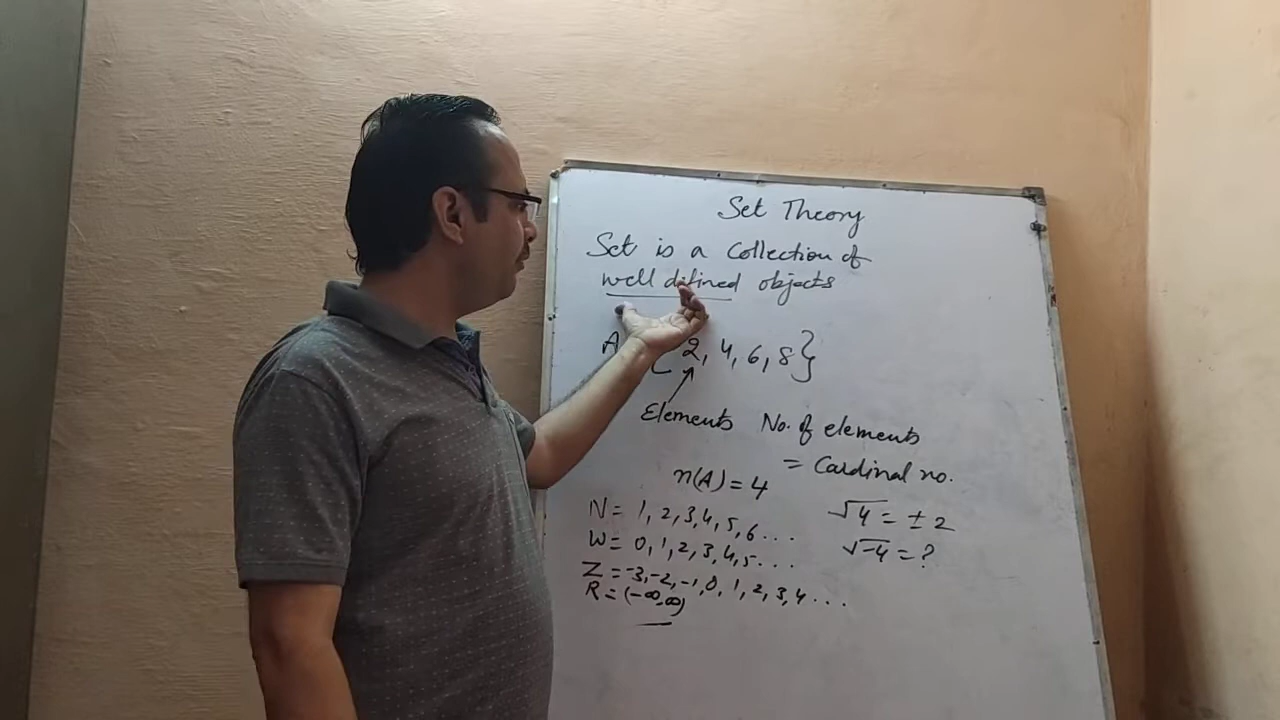 Set Theory
Set is a Collection of
well difined objects
A { 2, 4, 6, 8}
Elements No. of elements
= Cardinal no.
n(A) = 4
√4 = ± 2
√-4 = ?
N = 1, 2, 3, 4, 5, 6 . . .
W = 0, 1, 2, 3, 4, 5 . . .
Z = -3, -2, -1, 0, 1, 2, 3, 4 . . .
R = (-∞, ∞)